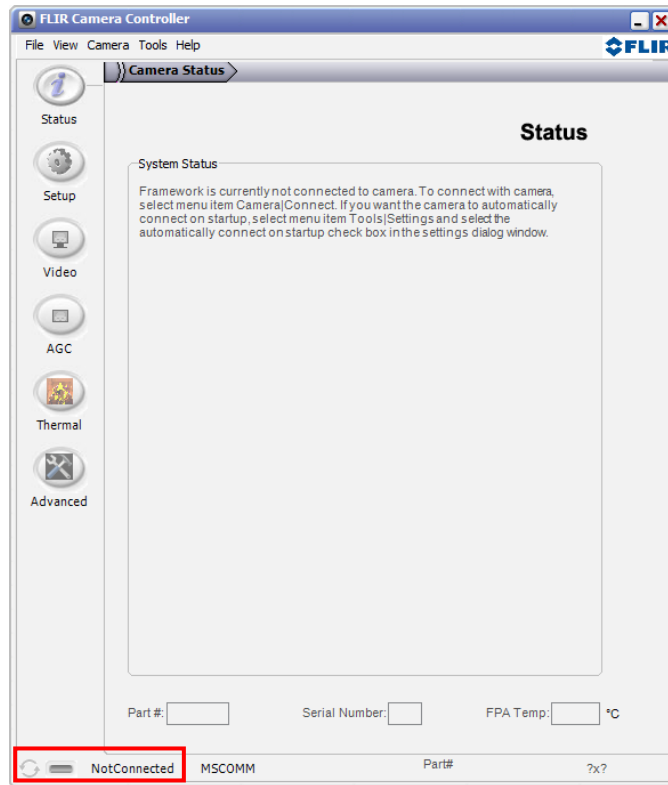 FLIR Camera Controller
File View Camera Tools Help
FLIR
Camera Status
Status
Status
Setup
Video
AGC
Thermal
Advanced
System Status
Framework is currently not connected to camera. To connect with camera,
select menu item Camera|Connect. If you want the camera to automatically
connect on startup, select menu item Tools|Settings and select the
automatically connect on startup check box in the settings dialog window.
Part #:
Serial Number:
FPA Temp:
°C
NotConnected
MSCOMM
Part#
?x?